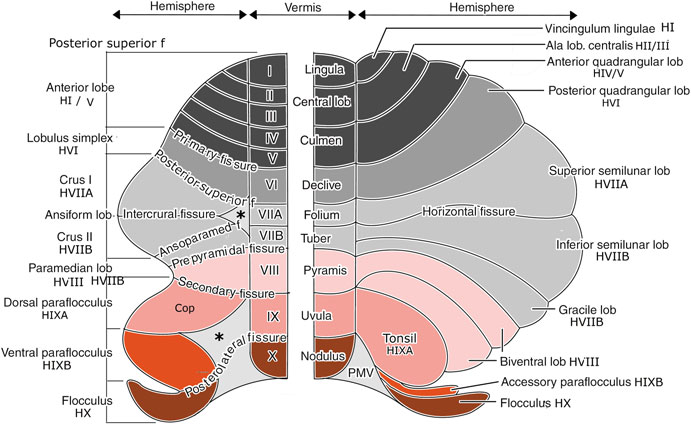 Hemisphere Vermis Hemisphere
Posterior superior f
Anterior lobe
HI / V
Lobulus simplex
HVI
Crus I
HVIIA
Ansiform lob
Crus II
HVIIB
Paramedian lob
HVIII HVIIB
Dorsal paraflocculus
HIXA
Ventral paraflocculus
HIXB
Flocculus
HX
Primary-fissure
Posterior-superior f
Intercrural-fissure
*
Ansoparamed f
Prepyramidal-fissure
Secondary-fissure
Cop
*
Posterolateral fissure
I
II
III
IV
V
VI
VIIA
VIIB
VIII
IX
X
Lingula
Central lob
Culmen
Declive
Folium
Tuber
Pyramis
Uvula
Nodulus
Horizontal fissure
Tonsil
HIXA
PMV
Vincingulum lingulae HI
Ala lob. centralis HII/III
Anterior quadrangular lob
HIV/V
Posterior quadrangular lob
HVI
Superior semilunar lob
HVIIA
Inferior semilunar lob
HVIIB
Gracile lob
HVIIB
Biventral lob HVIII
Accessory paraflocculus HIXB
Flocculus HX